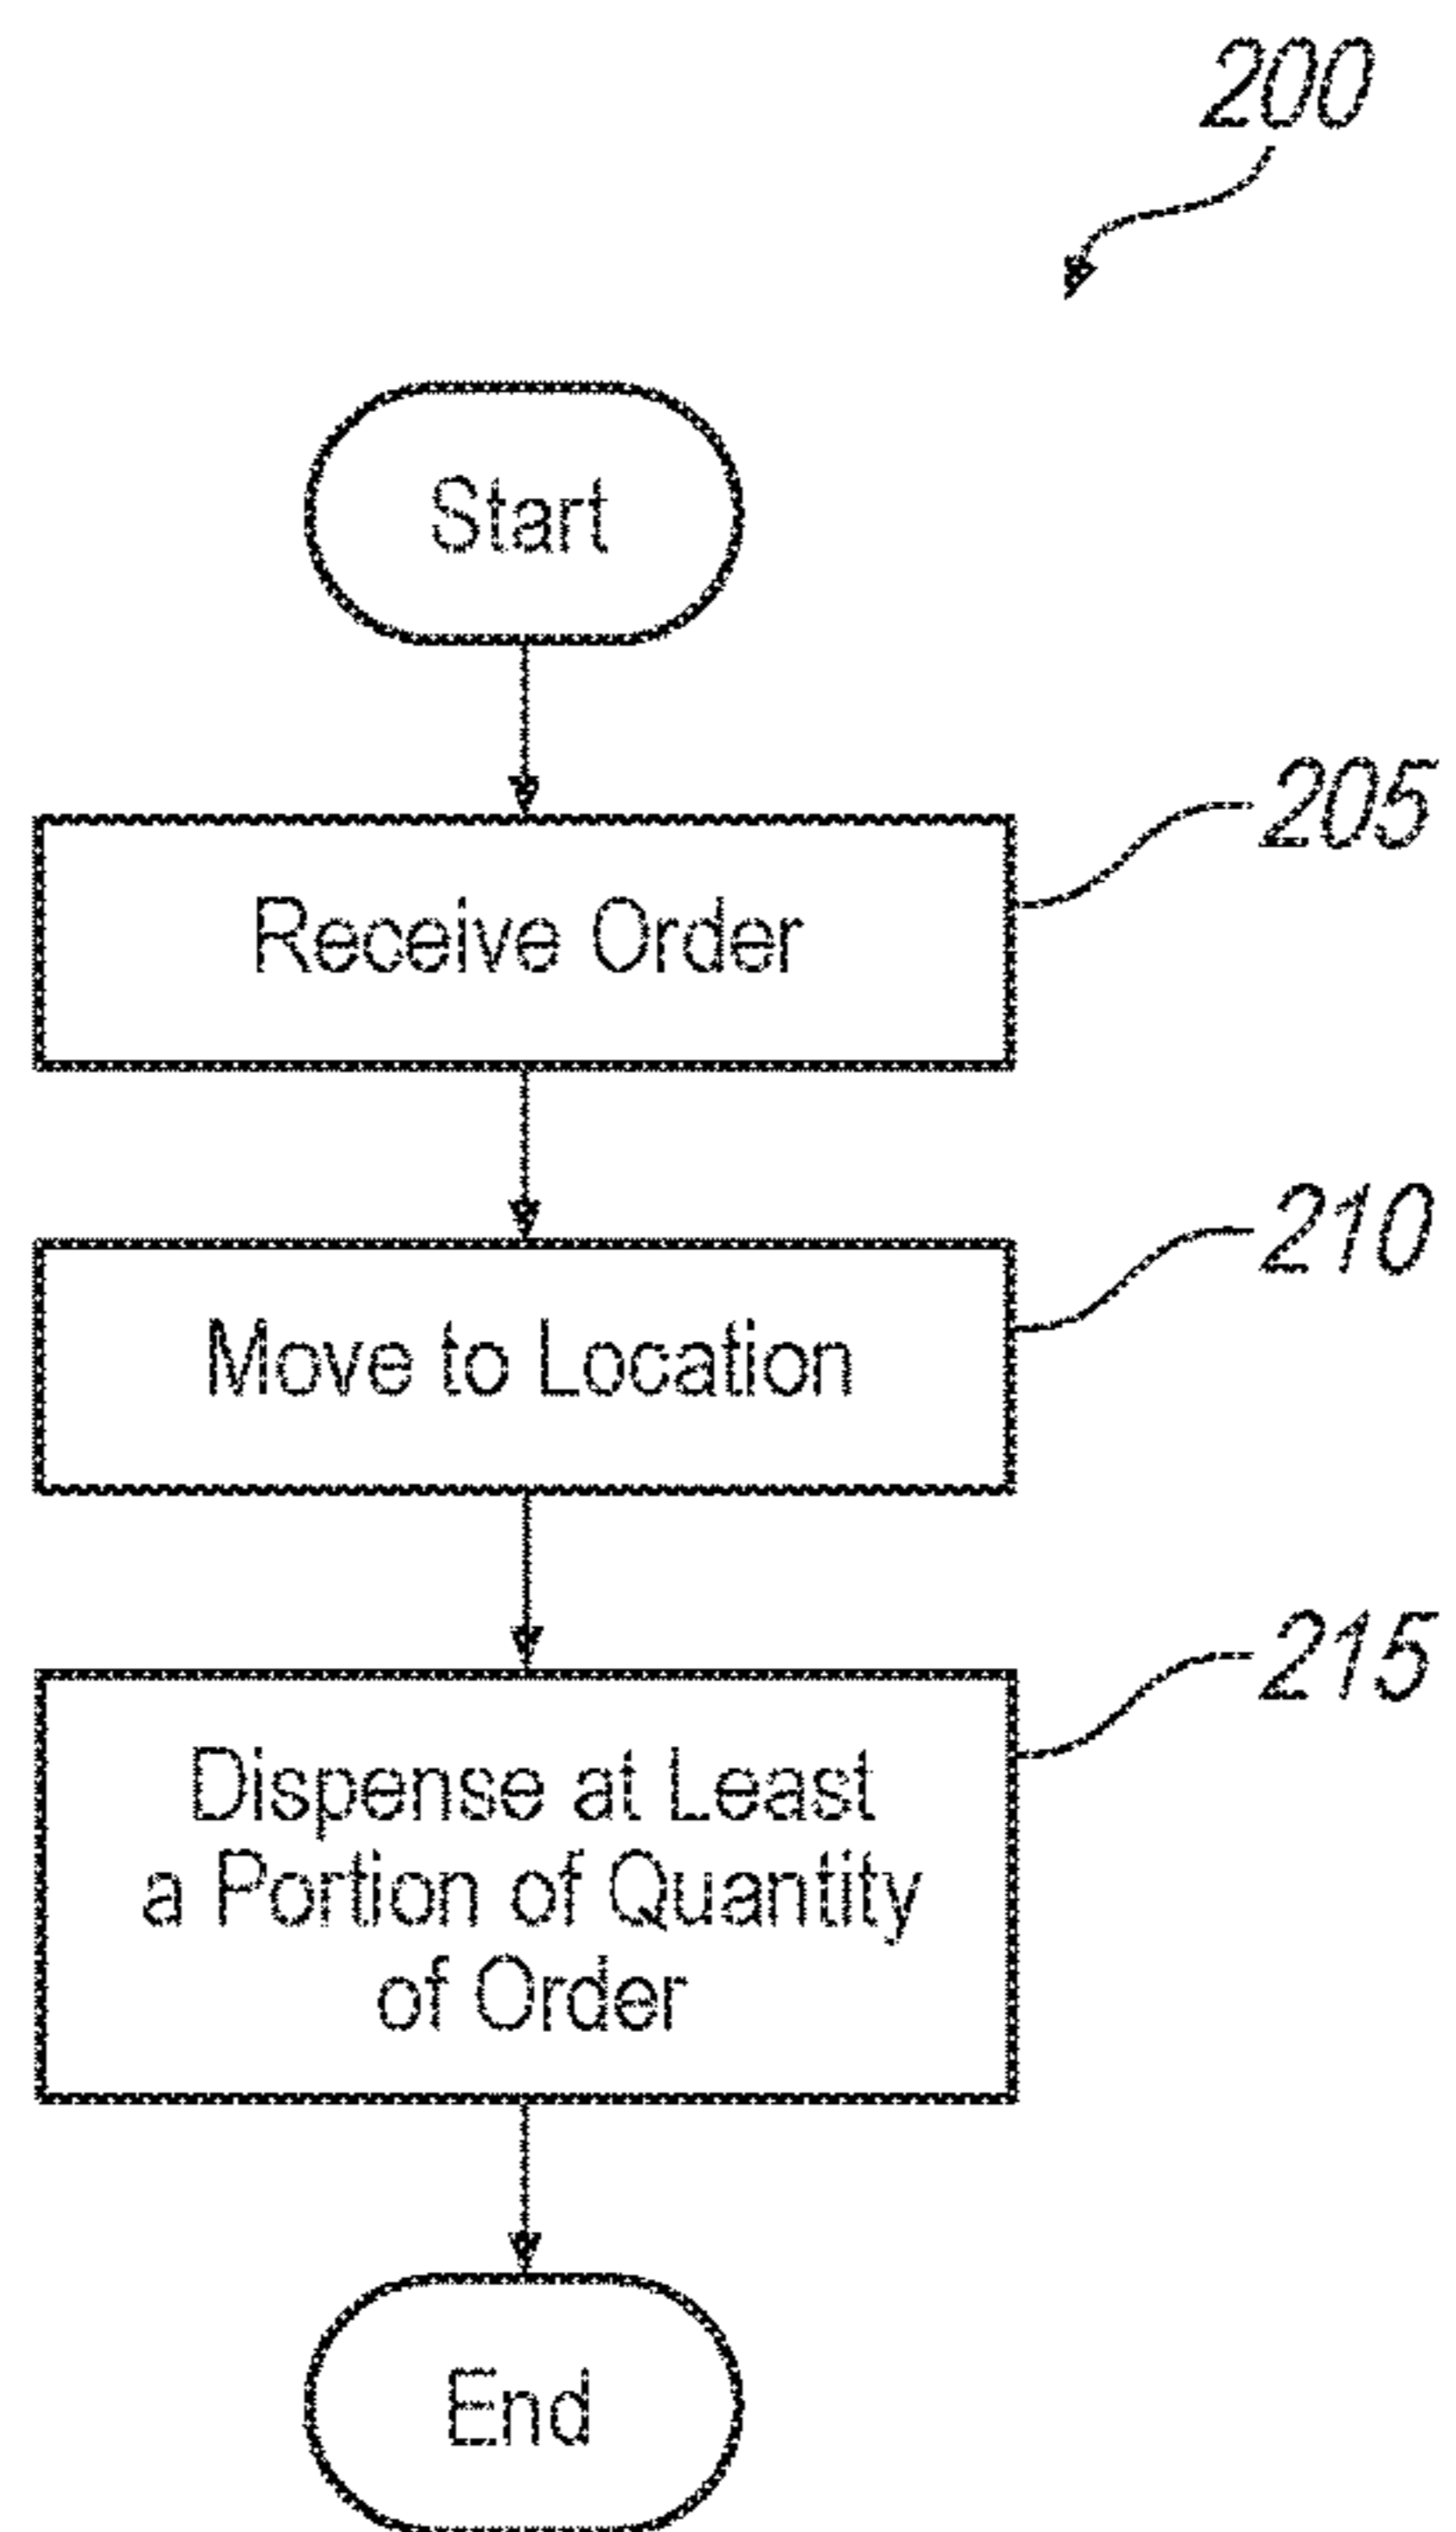 200
Start
205
Receive Order
210
Move to Location
215
Dispense at Least
a Portion of Quantity
of Order
End